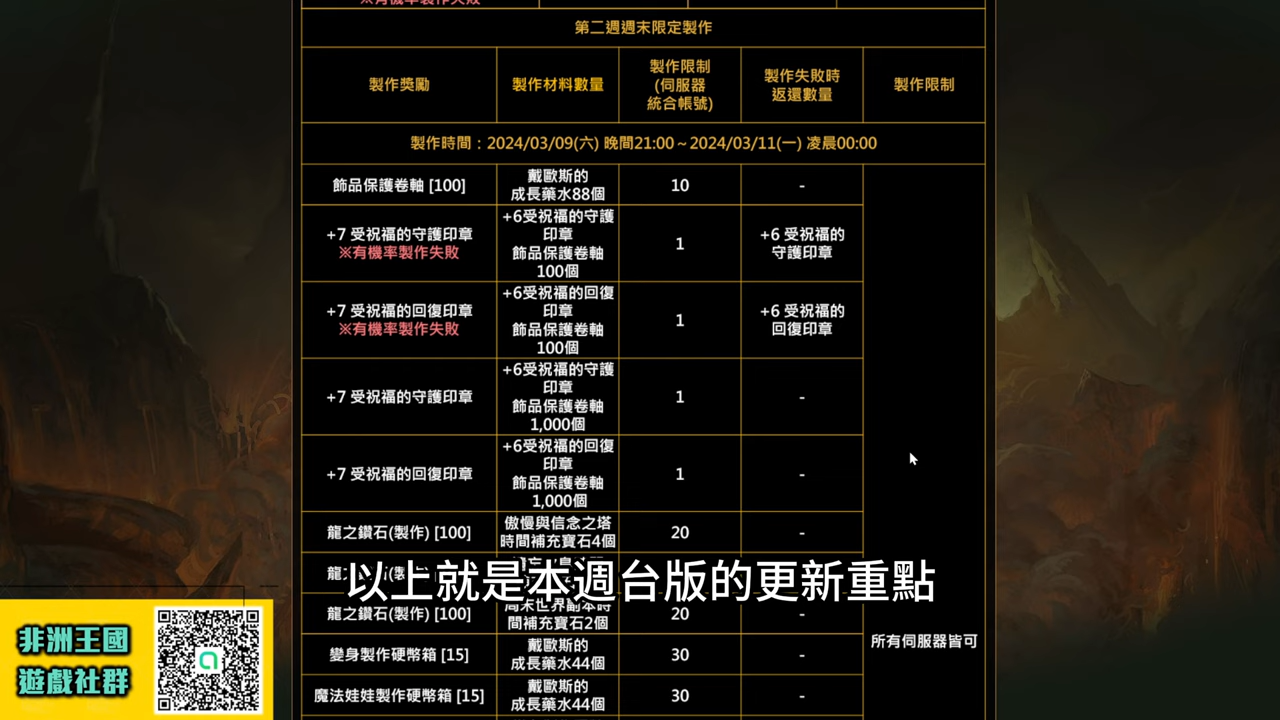 ※有機率製作失敗
第二週週末限定製作
製作獎勵
製作材料數量
製作限制
(伺服器
統合帳號)
製作失敗時
返還數量
製作限制
製作時間：2024/03/09(六) 晚間21:00～2024/03/11(一) 凌晨00:00
飾品保護卷軸 [100]
戴歐斯的
成長藥水88個
10
-
+7 受祝福的守護印章
※有機率製作失敗
+6受祝福的守護
印章
飾品保護卷軸
100個
1
+6 受祝福的
守護印章
+7 受祝福的回復印章
※有機率製作失敗
+6受祝福的回復
印章
飾品保護卷軸
100個
1
+6 受祝福的
回復印章
+7 受祝福的守護印章
+6受祝福的守護
印章
飾品保護卷軸
1,000個
1
-
+7 受祝福的回復印章
+6受祝福的回復
印章
飾品保護卷軸
1,000個
1
-
龍之鑽石(製作) [100]
傲慢與信念之塔
時間補充寶石4個
20
-
以上就是本週台版的更新重點
龍之鑽石(製作) [100]
周末世界副本時
間補充寶石2個
20
-
變身製作硬幣箱 [15]
戴歐斯的
成長藥水44個
30
-
魔法娃娃製作硬幣箱 [15]
戴歐斯的
成長藥水44個
30
-
所有伺服器皆可
非洲王國
遊戲社群